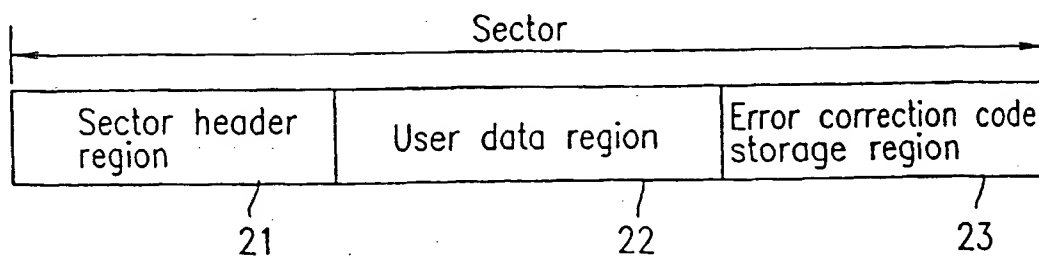 Sector
Sector header
region
User data region
Error correction code
storage region
21
22
23